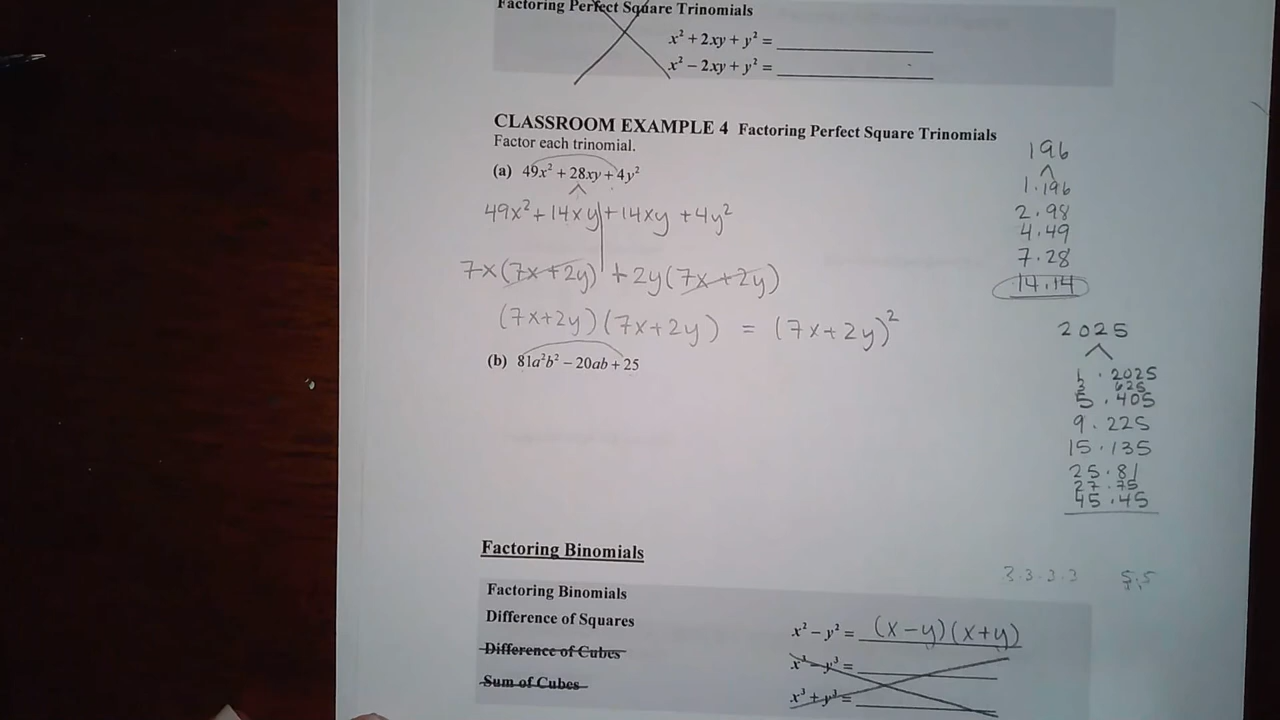 Factoring Perfect Square Trinomials
x² + 2xy + y² = ___
x² − 2xy + y² = ___
CLASSROOM EXAMPLE 4 Factoring Perfect Square Trinomials
Factor each trinomial.
(a) 49x² + 28xy + 4y²
49x² + 14xy + 14xy + 4y²
7x(7x+2y) + 2y(7x+2y)
(7x+2y)(7x+2y) = (7x+2y)²
(b) 81a²b² − 20ab + 25
196
1·196
2·98
4·49
7·28
14·14
2025
1·2025
3 625
5·405
9·225
15·135
25·81
27·75
45·45
3·3·3·3 5·5
Factoring Binomials
Factoring Binomials
Difference of Squares x² − y² = (x−y)(x+y)
Difference of Cubes x³ − y³ = ___
Sum of Cubes x³ + y³ = ___